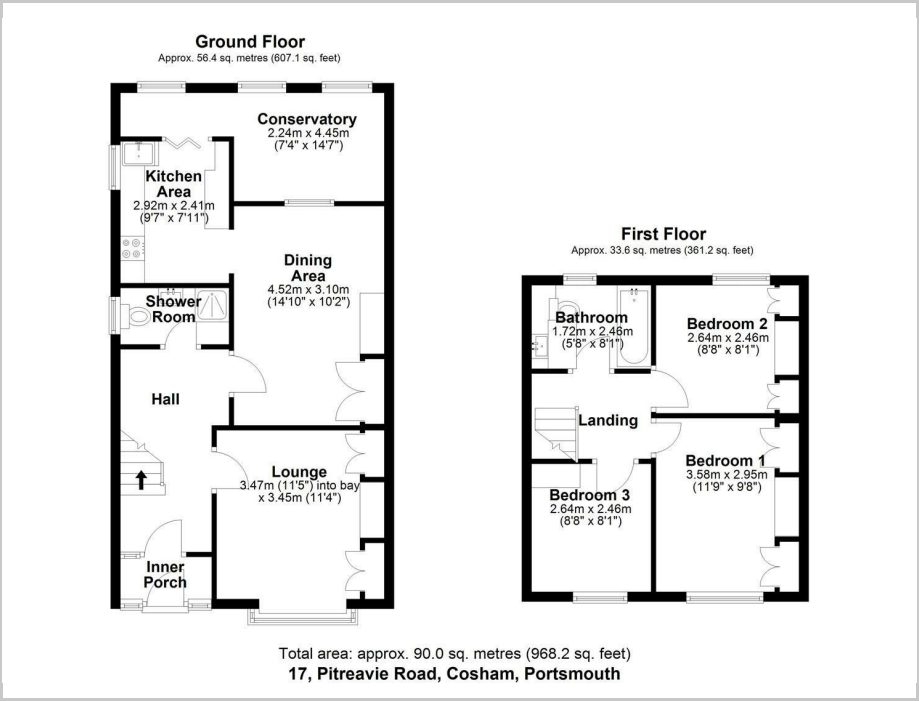 Ground Floor
Approx. 56.4 sq. metres (607.1 sq. feet)
Conservatory
2.24m x 4.45m
(7'4" x 14'7")
Kitchen
Area
2.92m x 2.41m
(9'7" x 7'11")
Dining
Area
4.52m x 3.10m
(14'10" x 10'2")
Shower
Room
Hall
Lounge
3.47m (11'5") into bay
x 3.45m (11'4")
Inner
Porch
First Floor
Approx. 33.6 sq. metres (361.2 sq. feet)
Bathroom
1.72m x 2.46m
(5'8" x 8'1")
Bedroom 2
2.64m x 2.46m
(8'8" x 8'1")
Landing
Bedroom 1
3.58m x 2.95m
(11'9" x 9'8")
Bedroom 3
2.64m x 2.46m
(8'8" x 8'1")
Total area: approx. 90.0 sq. metres (968.2 sq. feet)
17, Pitreavie Road, Cosham, Portsmouth